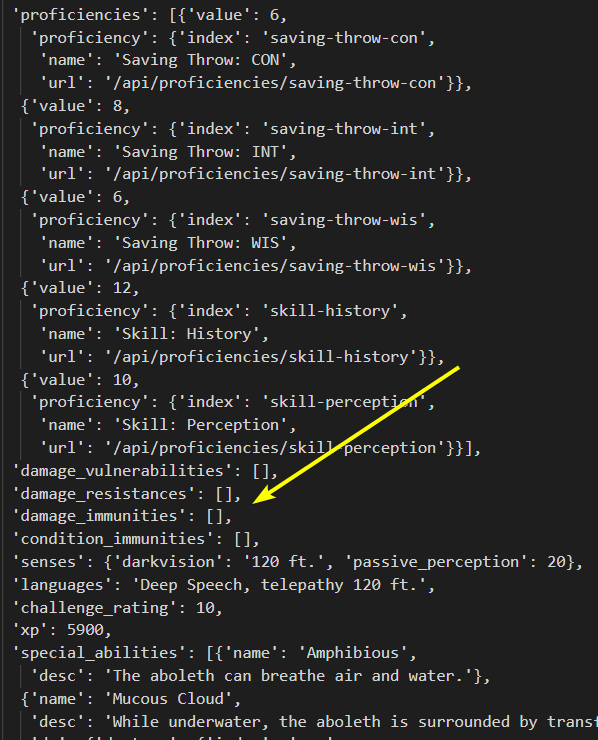 'proficiencies': [{'value': 6,
'proficiency': {'index': 'saving-throw-con',
'name': 'Saving Throw: CON',
'url': '/api/proficiencies/saving-throw-con'}},
{'value': 8,
'proficiency': {'index': 'saving-throw-int',
'name': 'Saving Throw: INT',
'url': '/api/proficiencies/saving-throw-int'}},
{'value': 6,
'proficiency': {'index': 'saving-throw-wis',
'name': 'Saving Throw: WIS',
'url': '/api/proficiencies/saving-throw-wis'}},
{'value': 12,
'proficiency': {'index': 'skill-history',
'name': 'Skill: History',
'url': '/api/proficiencies/skill-history'}},
{'value': 10,
'proficiency': {'index': 'skill-perception',
'name': 'Skill: Perception',
'url': '/api/proficiencies/skill-perception'}}],
'damage_vulnerabilities': [],
'damage_resistances': [],
'damage_immunities': [],
'condition_immunities': [],
'senses': {'darkvision': '120 ft.', 'passive_perception': 20},
'languages': 'Deep Speech, telepathy 120 ft.',
'challenge_rating': 10,
'xp': 5900,
'special_abilities': [{'name': 'Amphibious',
'desc': 'The aboleth can breathe air and water.'},
{'name': 'Mucous Cloud',
'desc': 'While underwater, the aboleth is surrounded by transf